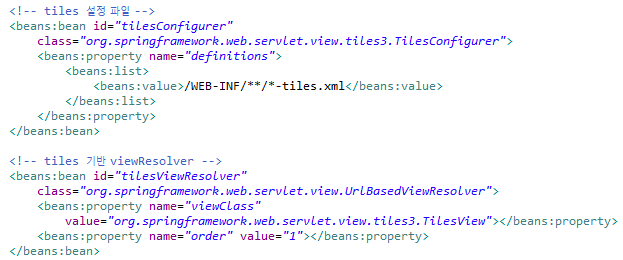 <!-- tiles 설정 파일 -->
<beans:bean id="tilesConfigurer"
class="org.springframework.web.servlet.view.tiles3.TilesConfigurer">
<beans:property name="definitions">
<beans:list>
<beans:value>/WEB-INF/**/*-tiles.xml</beans:value>
</beans:list>
</beans:property>
</beans:bean>
<!-- tiles 기반 viewResolver -->
<beans:bean id="tilesViewResolver"
class="org.springframework.web.servlet.view.UrlBasedViewResolver">
<beans:property name="viewClass"
value="org.springframework.web.servlet.view.tiles3.TilesView"></beans:property>
<beans:property name="order" value="1"></beans:property>
</beans:bean>